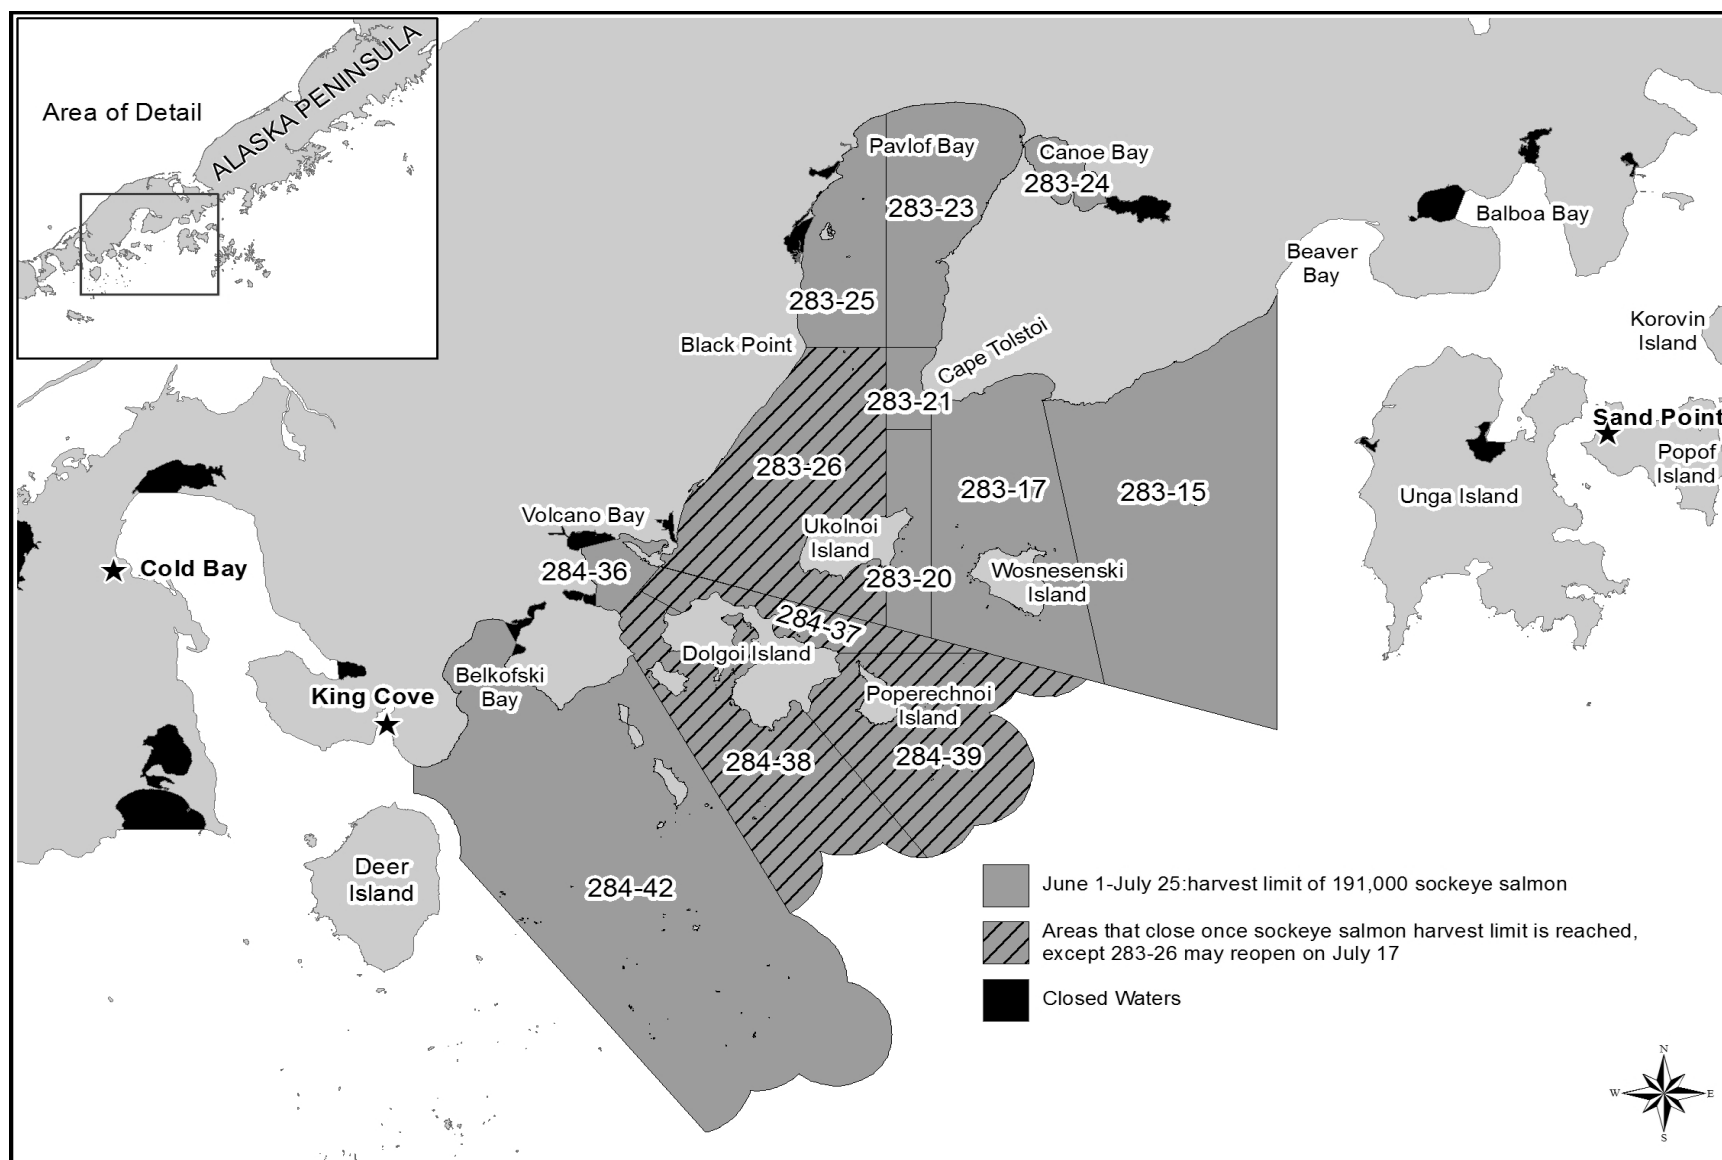 Area of Detail
ALASKA PENINSULA
Pavlof Bay
Canoe Bay
283-24
283-23
Balboa Bay
Beaver
Bay
283-25
Korovin
Island
Black Point
Cape Tolstoi
283-21
Sand Point
283-26
Popof
Island
283-17
283-15
Unga Island
Volcano Bay
Ukolnoi
Island
Cold Bay
284-36
283-20
Wosnesenski
Island
284-37
Dolgoi Island
Belkofski
Bay
King Cove
Poperechnoi
Island
284-38
284-39
Deer
Island
284-42
June 1-July 25:harvest limit of 191,000 sockeye salmon
Areas that close once sockeye salmon harvest limit is reached,
except 283-26 may reopen on July 17
Closed Waters
N
W
E
S